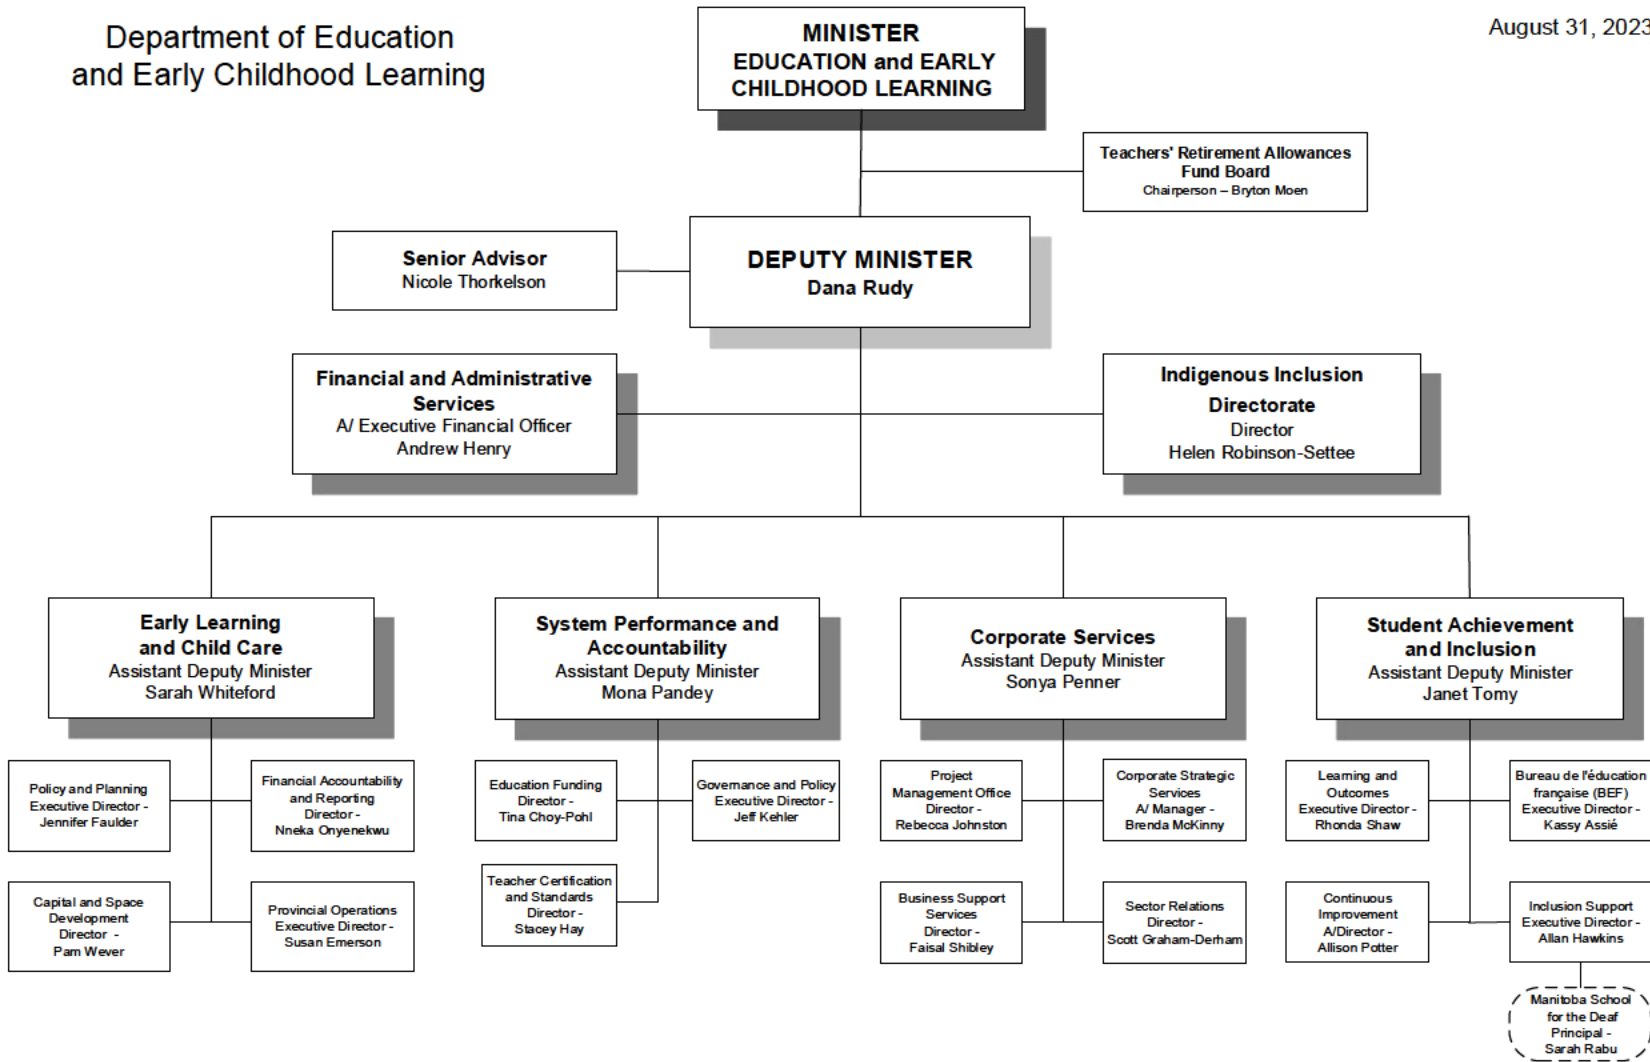 Department of Education
and Early Childhood Learning
August 31, 2023
MINISTER
EDUCATION and EARLY
CHILDHOOD LEARNING
Teachers' Retirement Allowances
Fund Board
Chairperson – Bryton Moen
Senior Advisor
Nicole Thorkelson
DEPUTY MINISTER
Dana Rudy
Financial and Administrative
Services
A/ Executive Financial Officer
Andrew Henry
Indigenous Inclusion
Directorate
Director
Helen Robinson-Settee
Early Learning
and Child Care
Assistant Deputy Minister
Sarah Whiteford
System Performance and
Accountability
Assistant Deputy Minister
Mona Pandey
Corporate Services
Assistant Deputy Minister
Sonya Penner
Student Achievement
and Inclusion
Assistant Deputy Minister
Janet Tomy
Policy and Planning
Executive Director -
Jennifer Faulder
Financial Accountability
and Reporting
Director -
Nneka Onyenekwu
Education Funding
Director -
Tina Choy-Pohl
Governance and Policy
Executive Director -
Jeff Kehler
Project
Management Office
Director -
Rebecca Johnston
Corporate Strategic
Services
A/ Manager -
Brenda McKinny
Learning and
Outcomes
Executive Director -
Rhonda Shaw
Bureau de l'éducation
française (BEF)
Executive Director -
Kassy Assié
Capital and Space
Development
Director -
Pam Wever
Provincial Operations
Executive Director -
Susan Emerson
Teacher Certification
and Standards
Director -
Stacey Hay
Business Support
Services
Director -
Faisal Shibley
Sector Relations
Director -
Scott Graham-Derham
Continuous
Improvement
A/Director -
Allison Potter
Inclusion Support
Executive Director -
Allan Hawkins
Manitoba School
for the Deaf
Principal -
Sarah Rabu